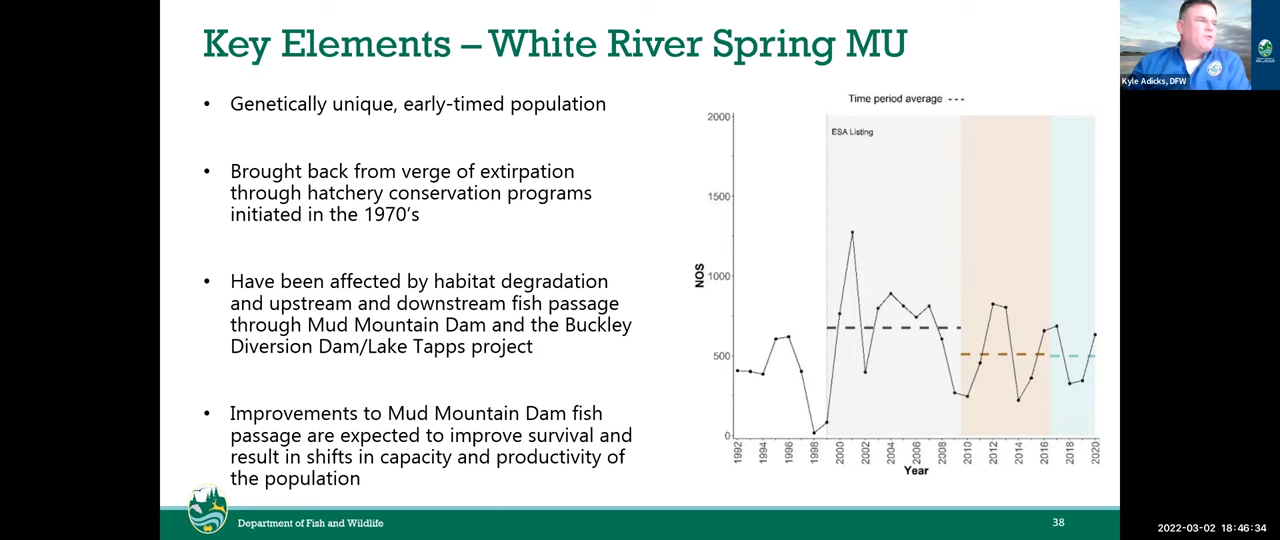 Key Elements – White River Spring MU
• Genetically unique, early-timed population
• Brought back from verge of extirpation
through hatchery conservation programs
initiated in the 1970's
• Have been affected by habitat degradation
and upstream and downstream fish passage
through Mud Mountain Dam and the Buckley
Diversion Dam/Lake Tapps project
• Improvements to Mud Mountain Dam fish
passage are expected to improve survival and
result in shifts in capacity and productivity of
the population
Time period average - - -
ESA Listing
2000
1500
1000
500
0
NOS
1992
1994
1996
1998
2000
2002
2004
2006
2008
2010
2012
2014
2016
2018
2020
Year
Department of Fish and Wildlife
38
Kyle Adicks, DFW
2022-03-02 18:46:34